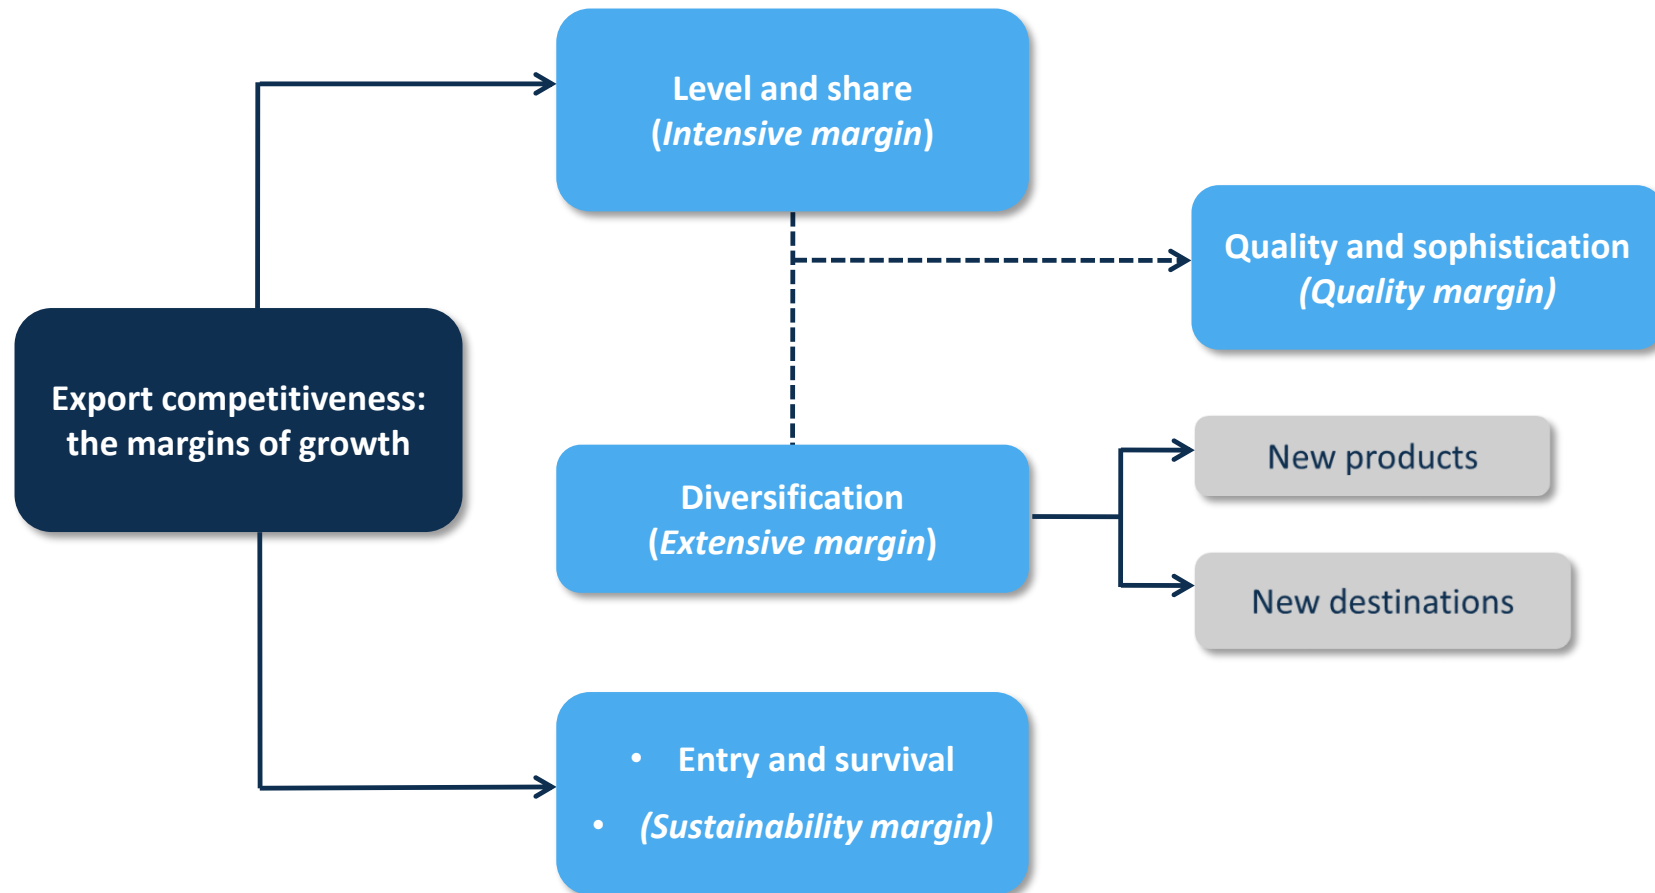 Level and share
(Intensive margin)
Quality and sophistication
(Quality margin)
Export competitiveness:
the margins of growth
Diversification
(Extensive margin)
New products
New destinations
• Entry and survival
• (Sustainability margin)